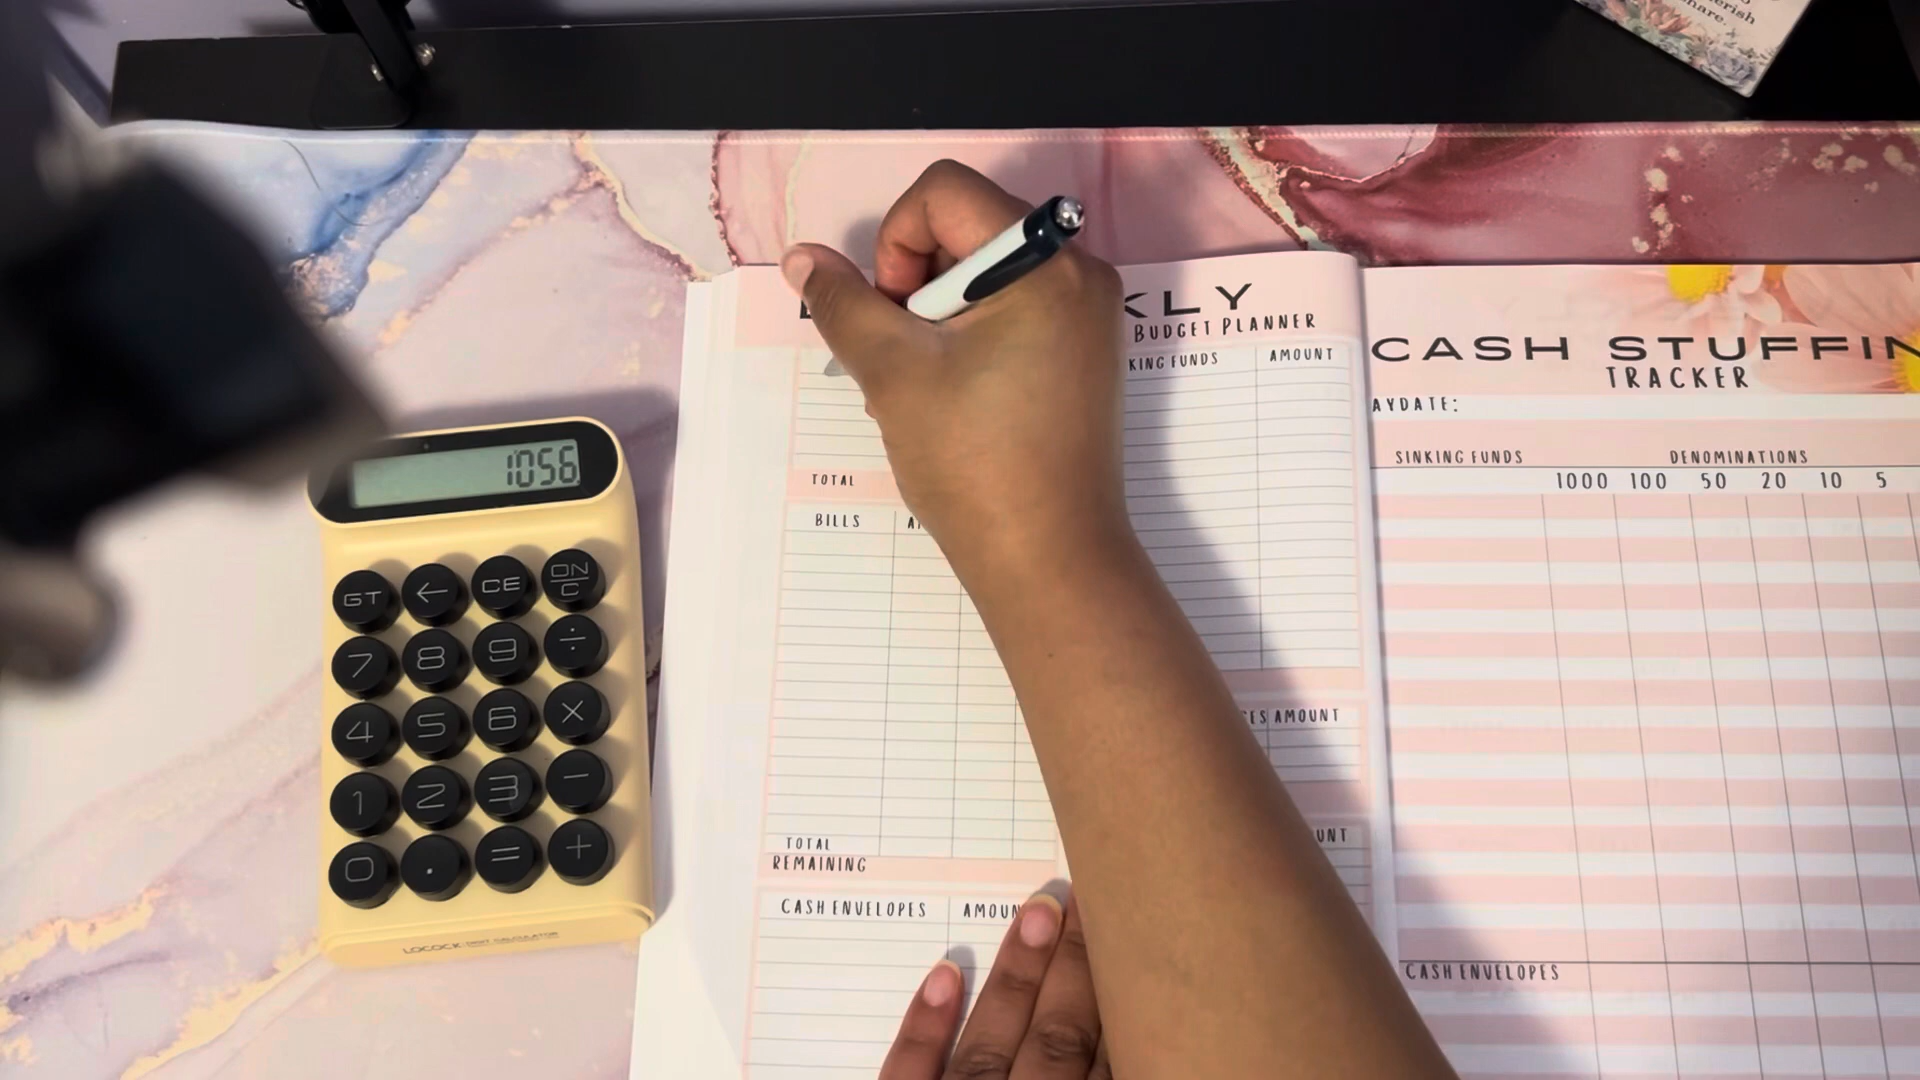 erish
share.
KLY
BUDGET PLANNER
KING FUNDS AMOUNT
TOTAL
BILLS
ES AMOUNT
UNT
TOTAL
REMAINING
CASH ENVELOPES AMOUN
CASH STUFFIN
TRACKER
AYDATE:
SINKING FUNDS DENOMINATIONS
1000 100 50 20 10 5
CASH ENVELOPES
1056
GT ← CE ON/C
7 8 9 ÷
4 5 6 ×
1 2 3 −
0 . = +